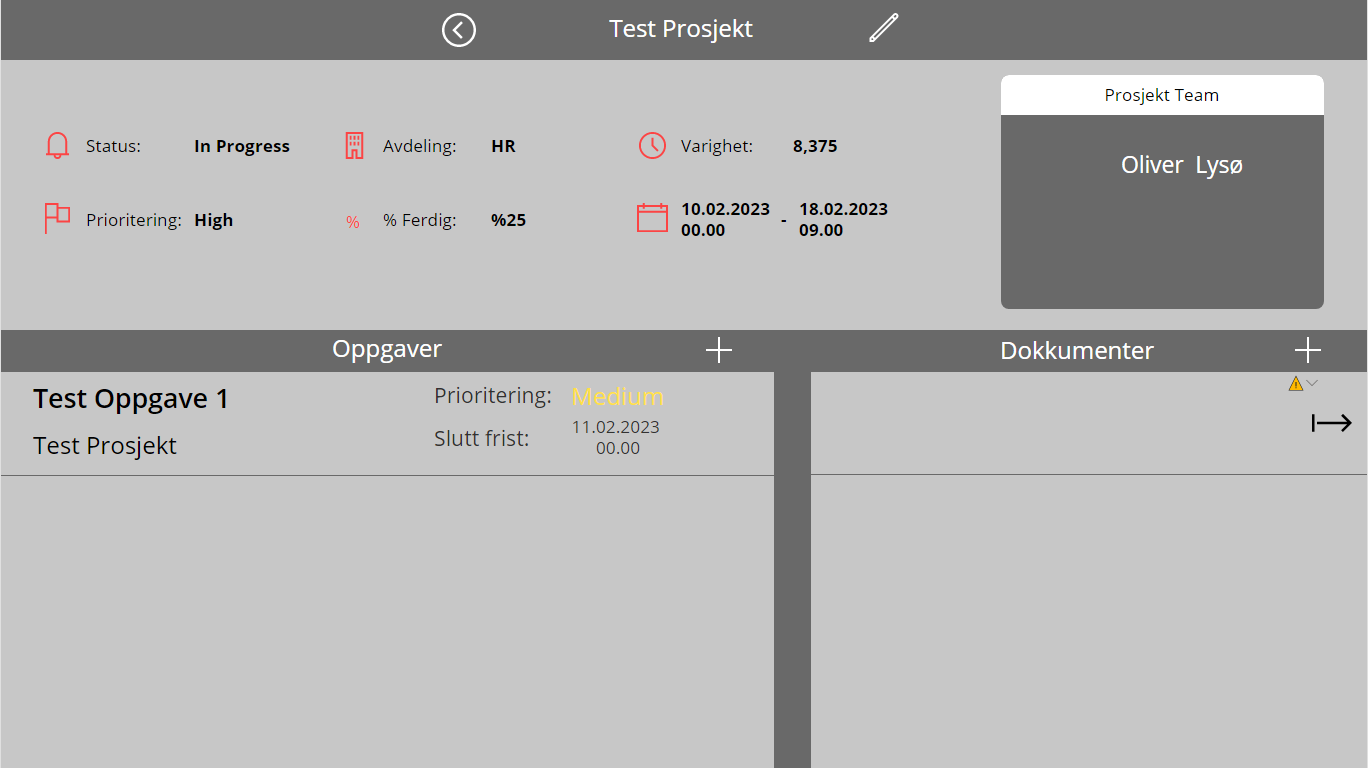 Test Prosjekt
Prosjekt Team
Status: In Progress Avdeling: HR Varighet: 8,375
Oliver Lysø
Prioritering: High % % Ferdig: %25 10.02.2023 - 18.02.2023
00.00 09.00
Oppgaver
Dokkumenter
Test Oppgave 1 Prioritering: Medium
Test Prosjekt Slutt frist: 11.02.2023
00.00